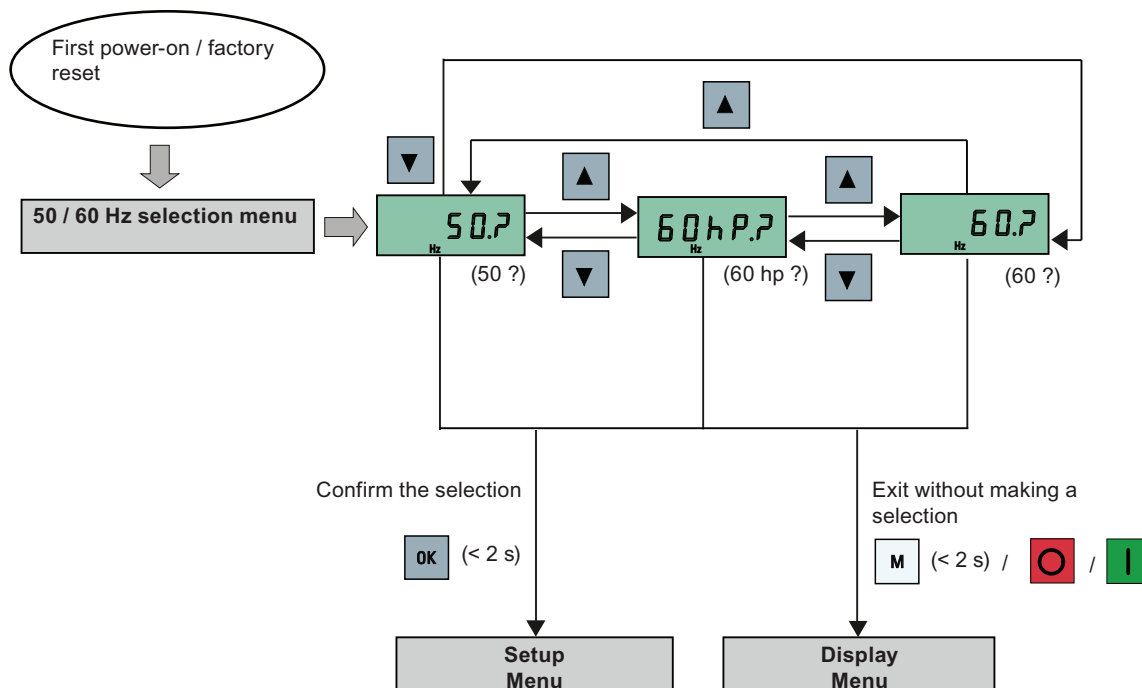 First power-on / factory
reset
50 / 60 Hz selection menu
50.?
Hz
(50 ?)
60hP.?
Hz
(60 hp ?)
60.?
Hz
(60 ?)
Confirm the selection
OK (< 2 s)
Exit without making a
selection
M (< 2 s) / /
Setup
Menu
Display
Menu